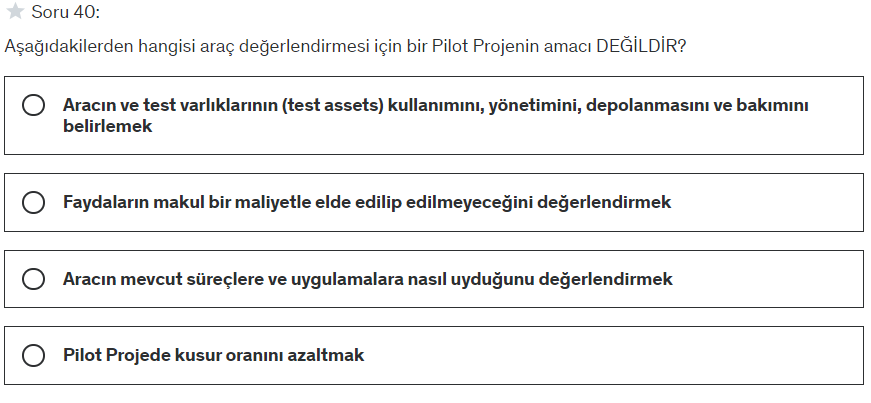 Soru 40:
Aşağıdakilerden hangisi araç değerlendirmesi için bir Pilot Projenin amacı DEĞİLDİR?
Aracın ve test varlıklarının (test assets) kullanımını, yönetimini, depolanmasını ve bakımını
belirlemek
Faydaların makul bir maliyetle elde edilip edilmeyeceğini değerlendirmek
Aracın mevcut süreçlere ve uygulamalara nasıl uyduğunu değerlendirmek
Pilot Projede kusur oranını azaltmak